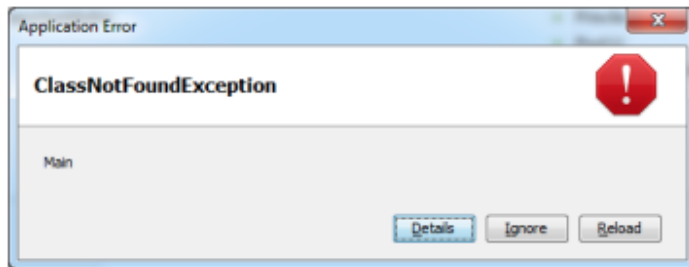 Application Error
ClassNotFoundException
Main
Details
Ignore
Reload